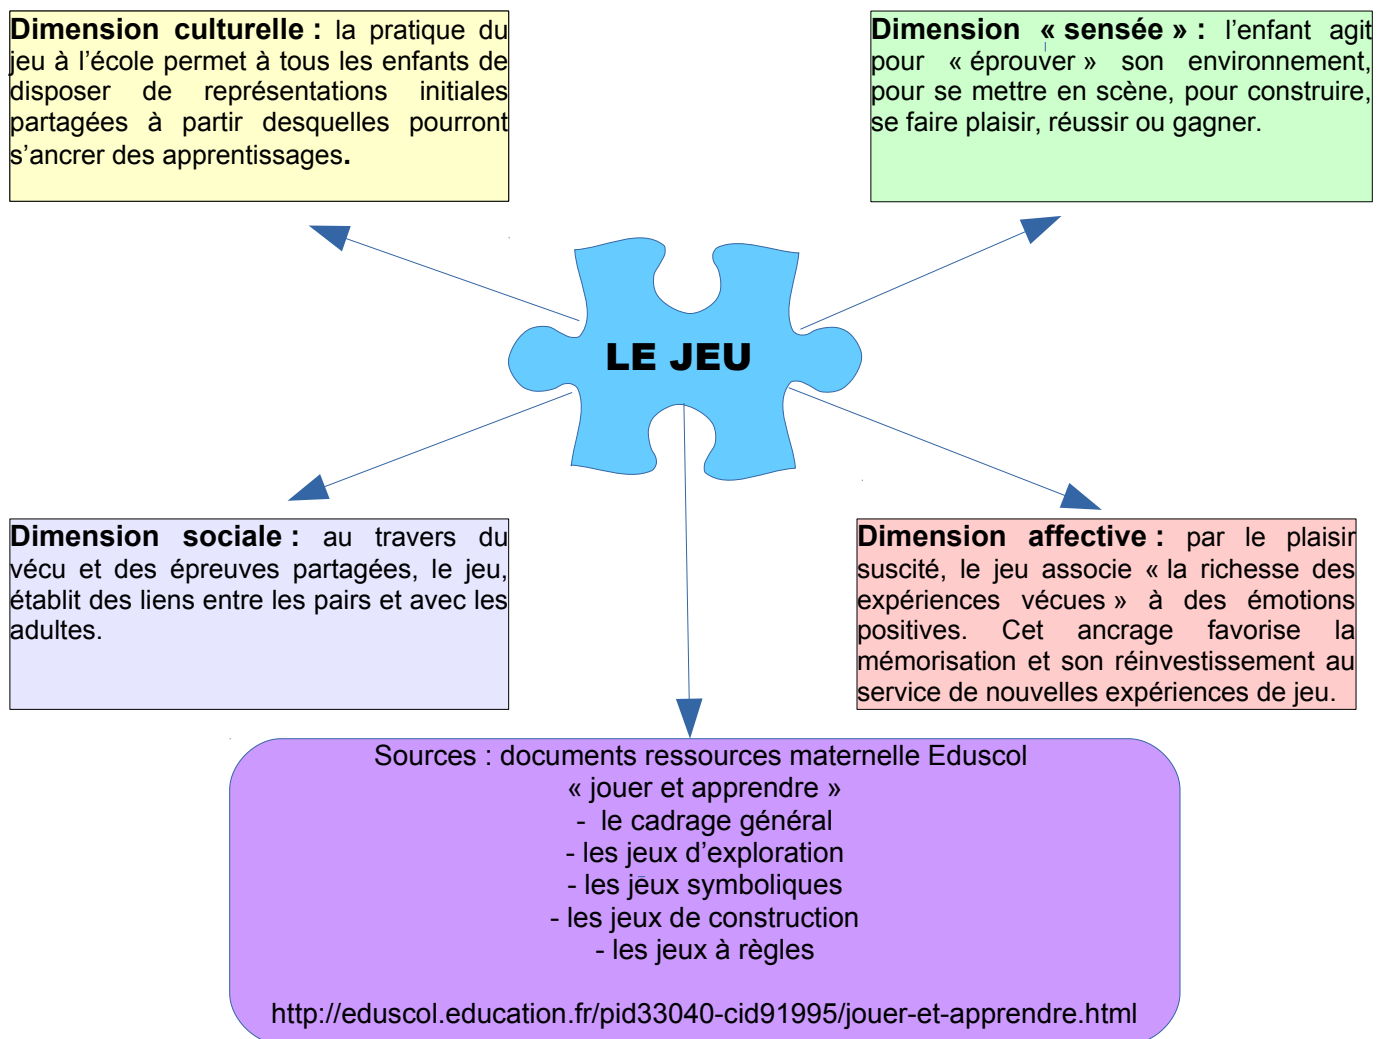 Dimension culturelle : la pratique du
jeu à l'école permet à tous les enfants de
disposer de représentations initiales
partagées à partir desquelles pourront
s'ancrer des apprentissages.
Dimension « sensée » : l'enfant agit
pour « éprouver » son environnement,
pour se mettre en scène, pour construire,
se faire plaisir, réussir ou gagner.
LE JEU
Dimension sociale : au travers du
vécu et des épreuves partagées, le jeu,
établit des liens entre les pairs et avec les
adultes.
Dimension affective : par le plaisir
suscité, le jeu associe « la richesse des
expériences vécues » à des émotions
positives. Cet ancrage favorise la
mémorisation et son réinvestissement au
service de nouvelles expériences de jeu.
Sources : documents ressources maternelle Eduscol
« jouer et apprendre »
- le cadrage général
- les jeux d'exploration
- les jeux symboliques
- les jeux de construction
- les jeux à règles
http://eduscol.education.fr/pid33040-cid91995/jouer-et-apprendre.html